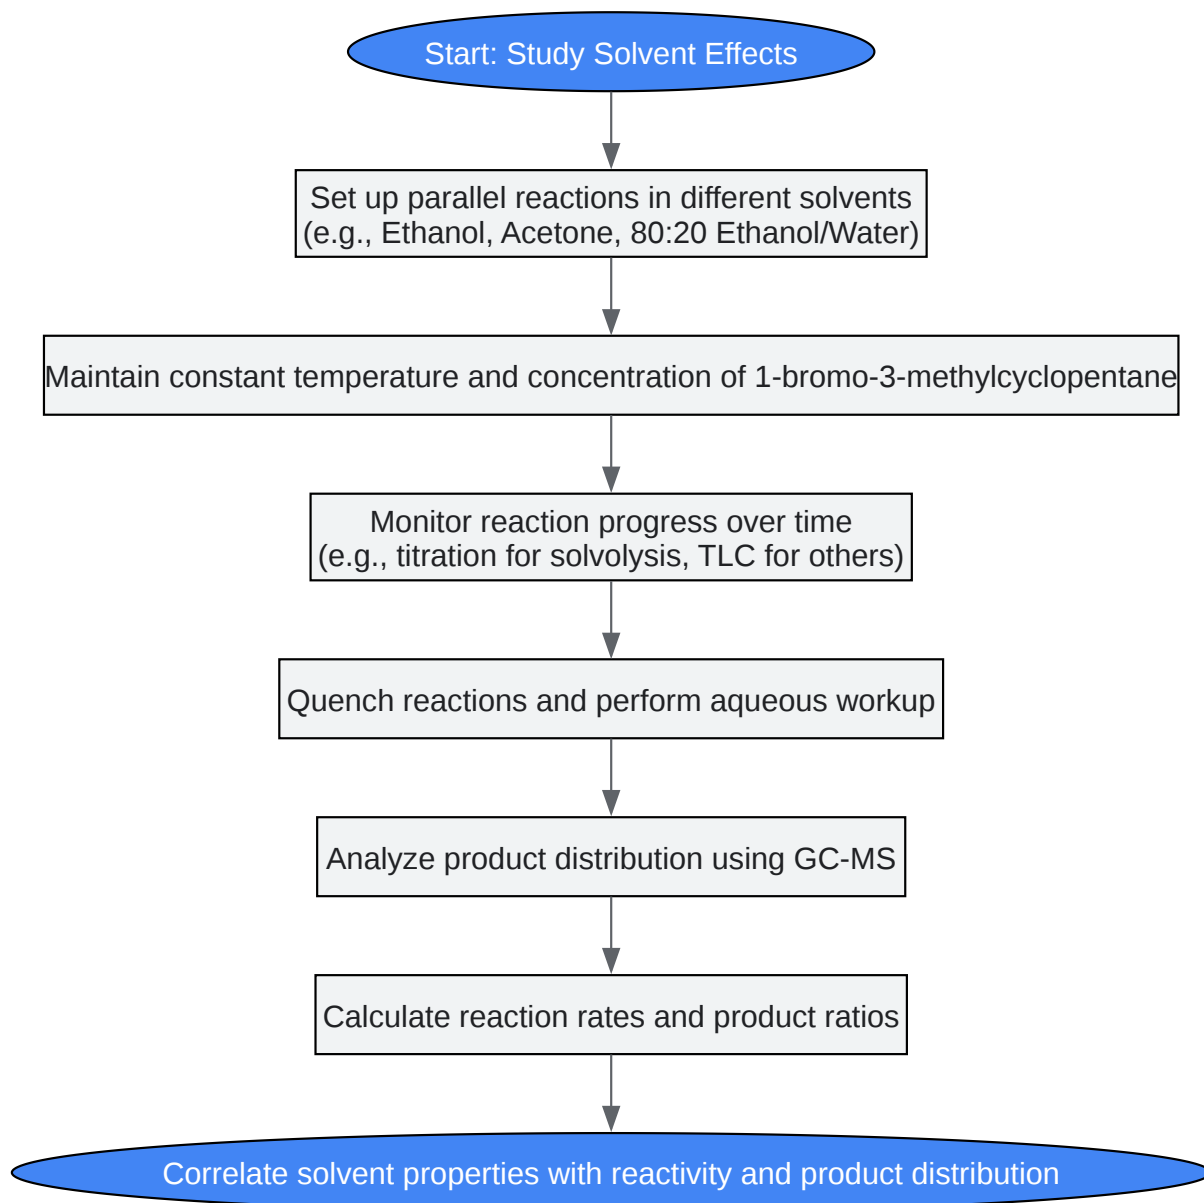 Start: Study Solvent Effects
Set up parallel reactions in different solvents
(e.g., Ethanol, Acetone, 80:20 Ethanol/Water)
Maintain constant temperature and concentration of 1-bromo-3-methylcyclopentane
Monitor reaction progress over time
(e.g., titration for solvolysis, TLC for others)
Quench reactions and perform aqueous workup
Analyze product distribution using GC-MS
Calculate reaction rates and product ratios
Correlate solvent properties with reactivity and product distribution